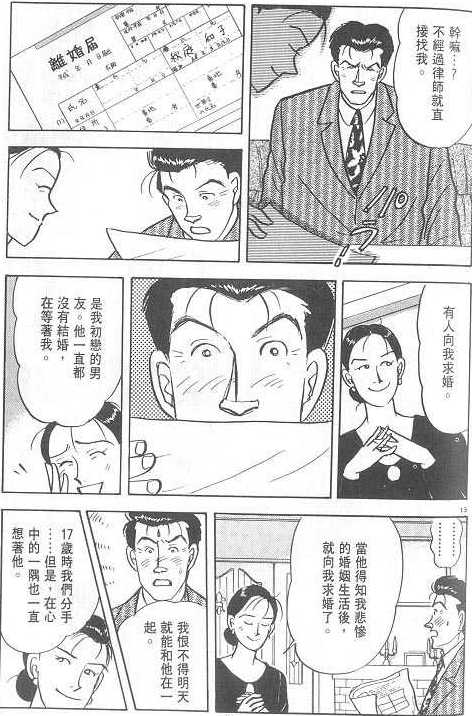 幹嘛…?
不經過律師就直
接找我。
離婚届
氏名
有人向我求婚。
是我初戀的男
友。他一直都
沒有結婚，
在等著我。
13
…………
當他得知我悲慘
的婚姻生活後，
就向我求婚了。
我恨不得明天
就能和他在一
起。
17歲時我們分手
……但是，在心
中的一隅也一直
想著他。